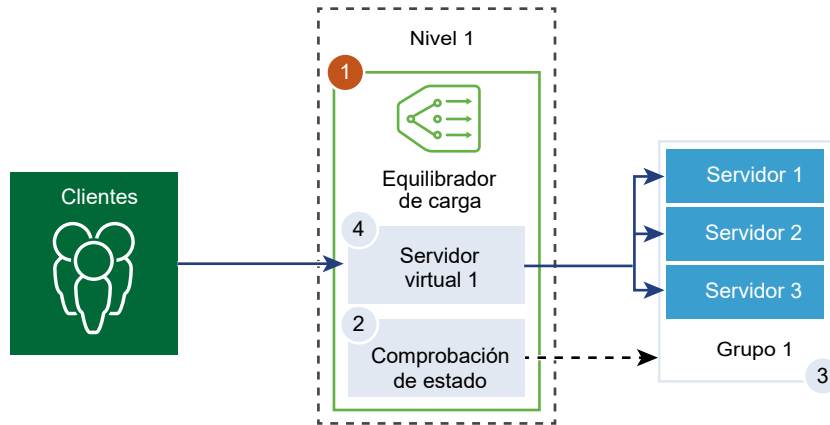 Nivel 1
1
Equilibrador
de carga
Clientes
4
Servidor
virtual 1
2
Comprobación
de estado
Servidor 1
Servidor 2
Servidor 3
Grupo 1
3